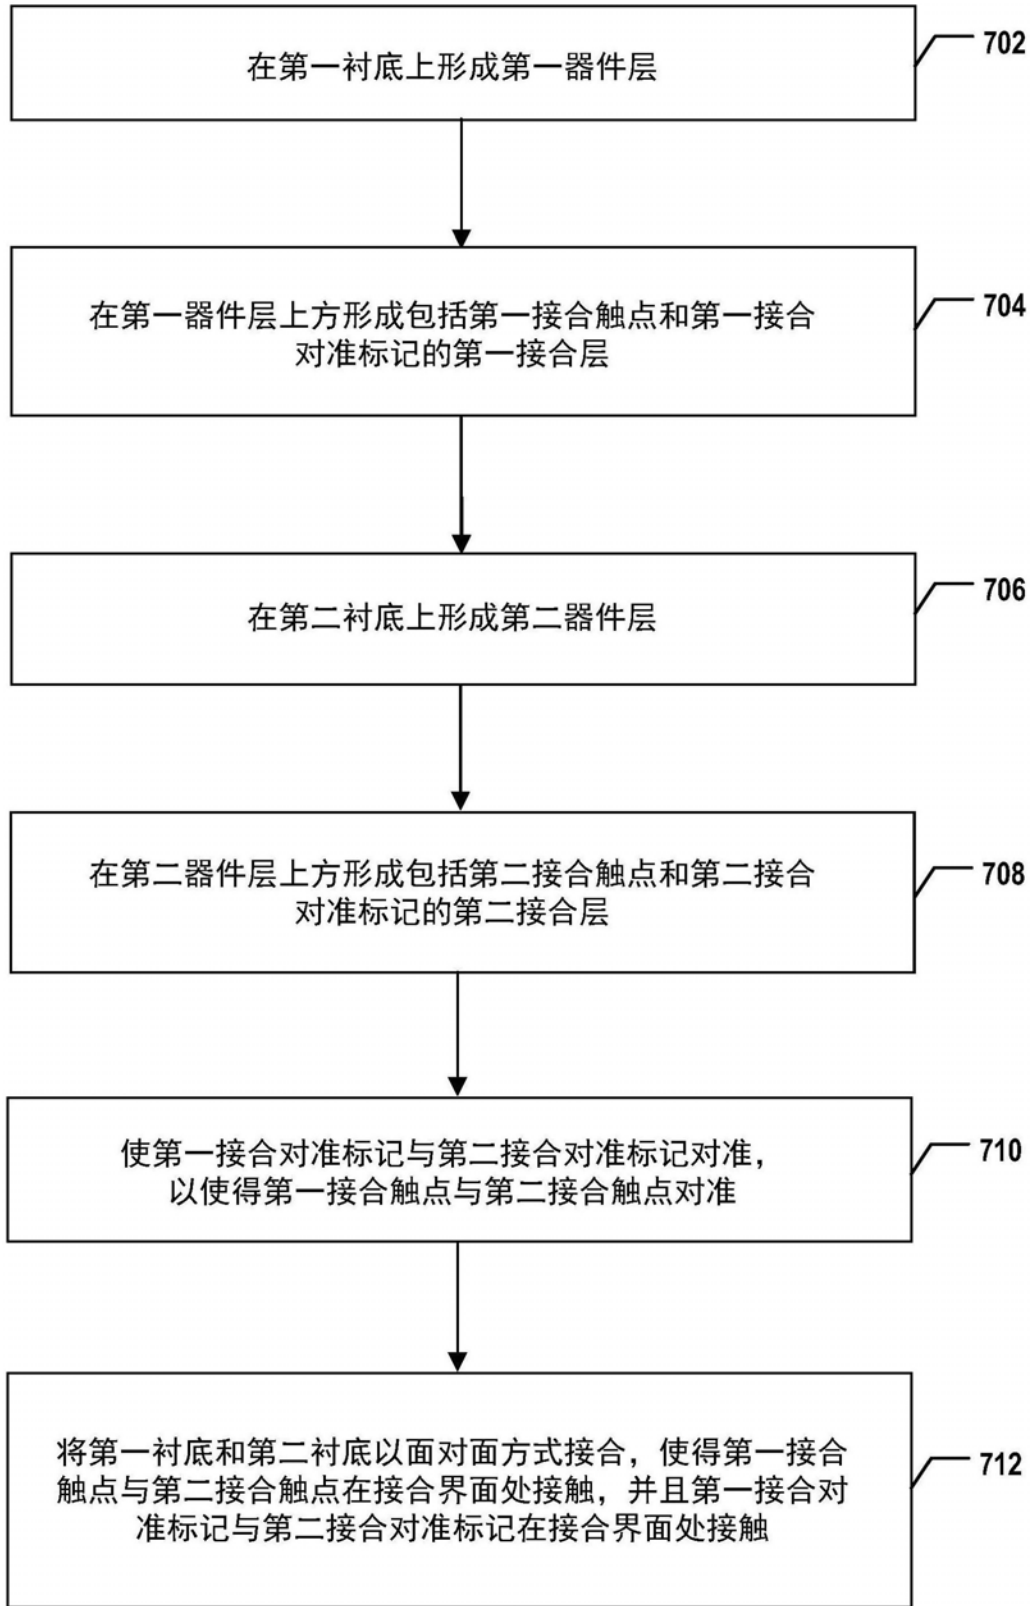 在第一衬底上形成第一器件层
702
在第一器件层上方形成包括第一接合触点和第一接合
对准标记的第一接合层
704
在第二衬底上形成第二器件层
706
在第二器件层上方形成包括第二接合触点和第二接合
对准标记的第二接合层
708
使第一接合对准标记与第二接合对准标记对准，
以使得第一接合触点与第二接合触点对准
710
将第一衬底和第二衬底以面对面方式接合，使得第一接合
触点与第二接合触点在接合界面处接触，并且第一接合对
准标记与第二接合对准标记在接合界面处接触
712